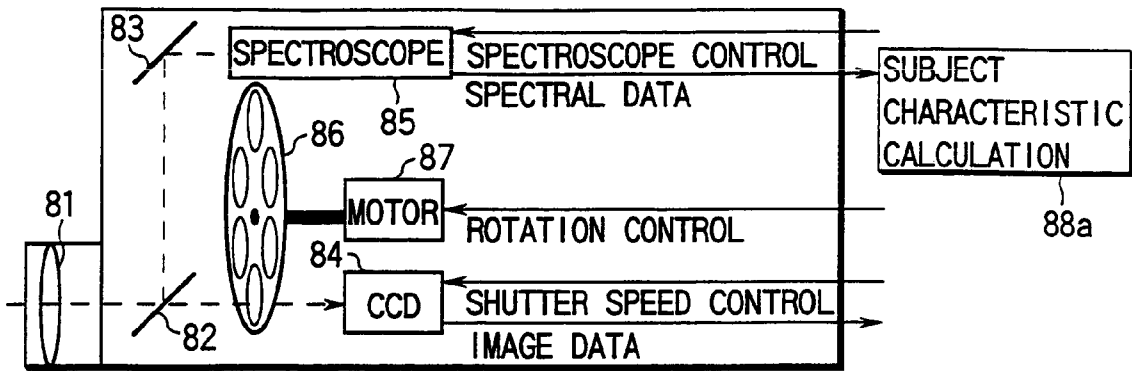 83
SPECTROSCOPE
SPECTROSCOPE CONTROL
SPECTRAL DATA
85
SUBJECT
CHARACTERISTIC
CALCULATION
88a
86
87
MOTOR
ROTATION CONTROL
81
84
CCD
SHUTTER SPEED CONTROL
IMAGE DATA
82